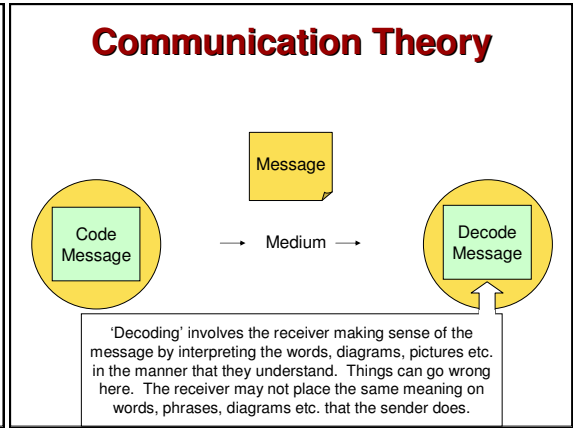 Communication Theory
Message
Code
Message
Medium
Decode
Message
‘Decoding’ involves the receiver making sense of the
message by interpreting the words, diagrams, pictures etc.
in the manner that they understand. Things can go wrong
here. The receiver may not place the same meaning on
words, phrases, diagrams etc. that the sender does.